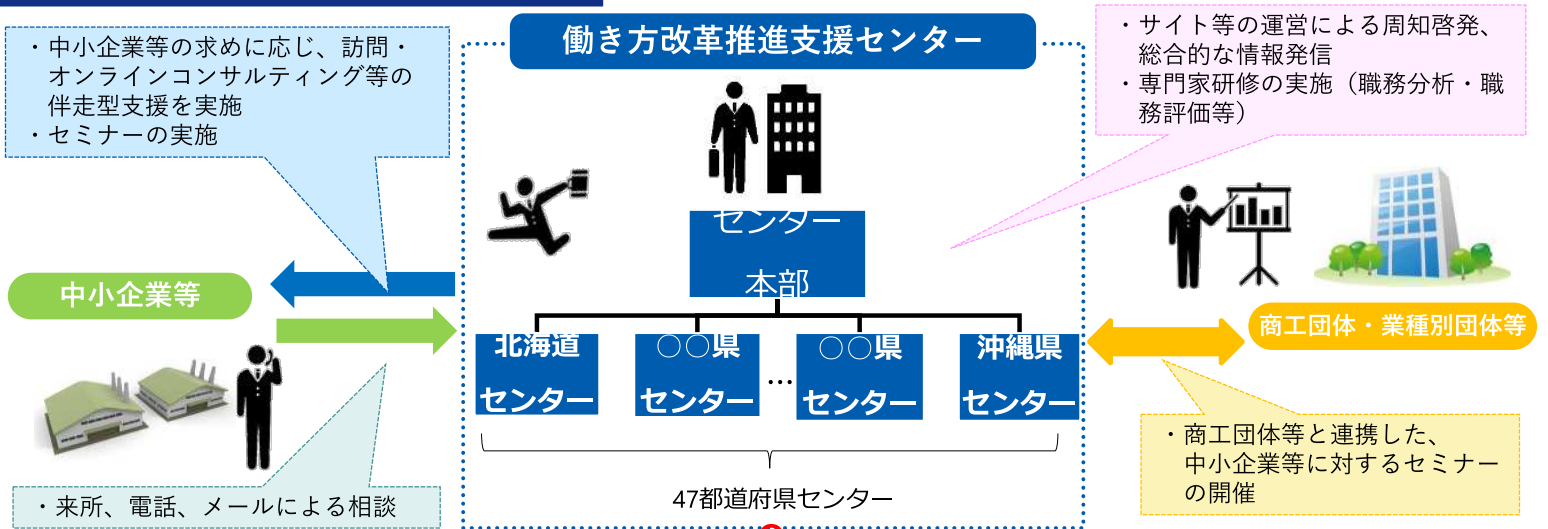 働き方改革推進支援センター
・中小企業等の求めに応じ、訪問・
オンラインコンサルティング等の
伴走型支援を実施
・セミナーの実施
・サイト等の運営による周知啓発、
総合的な情報発信
・専門家研修の実施（職務分析・職
務評価等）
センター
本部
中小企業等
商工団体・業種別団体等
北海道
センター
○○県
センター
…
○○県
センター
沖縄県
センター
47都道府県センター
・来所、電話、メールによる相談
・商工団体等と連携した、
中小企業等に対するセミナー
の開催